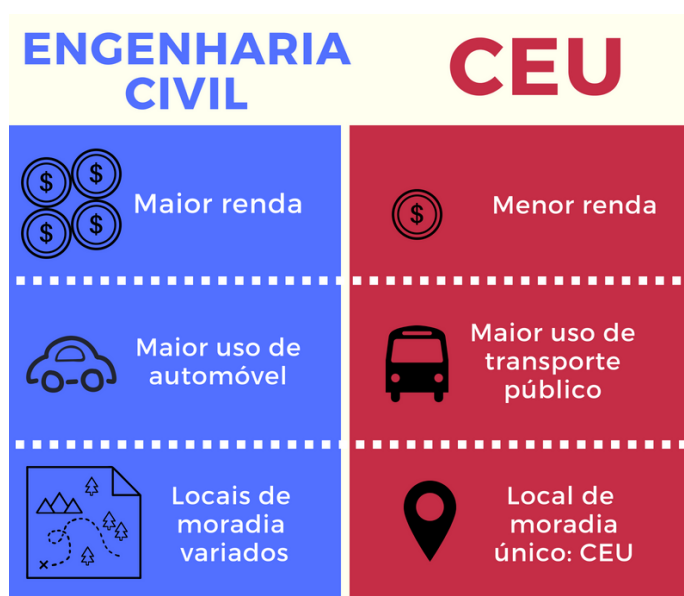 ENGENHARIA
CIVIL
CEU
$ $
$ $
Maior renda
$
Menor renda
Maior uso de
automóvel
Maior uso de
transporte
público
Locais de
moradia
variados
Local de
moradia
único: CEU